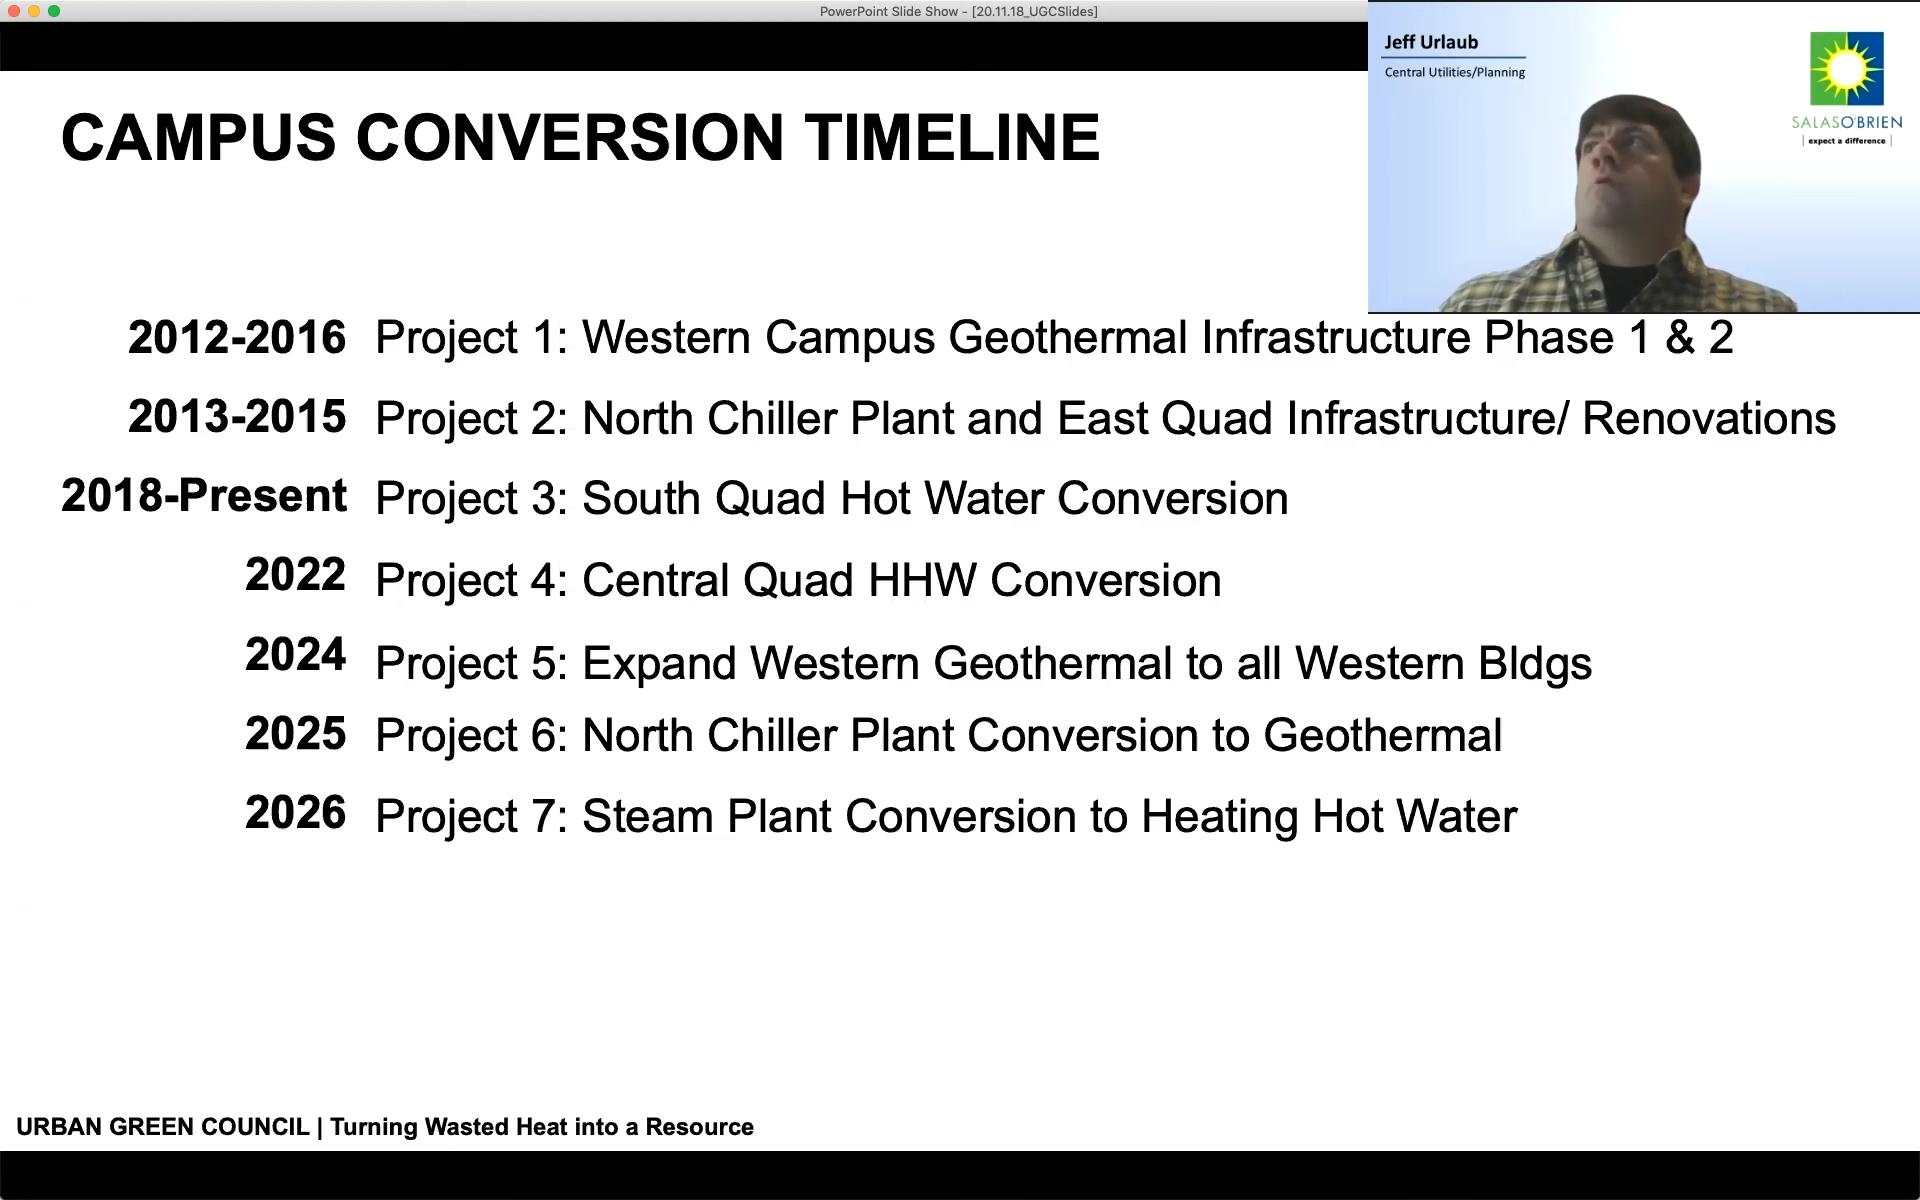 PowerPoint Slide Show - [20.11.18_UGCSlides]
Jeff Urlaub
Central Utilities/Planning
SALASO'BRIEN
| expect a difference |
CAMPUS CONVERSION TIMELINE
2012-2016 Project 1: Western Campus Geothermal Infrastructure Phase 1 & 2
2013-2015 Project 2: North Chiller Plant and East Quad Infrastructure/ Renovations
2018-Present Project 3: South Quad Hot Water Conversion
2022 Project 4: Central Quad HHW Conversion
2024 Project 5: Expand Western Geothermal to all Western Bldgs
2025 Project 6: North Chiller Plant Conversion to Geothermal
2026 Project 7: Steam Plant Conversion to Heating Hot Water
URBAN GREEN COUNCIL | Turning Wasted Heat into a Resource